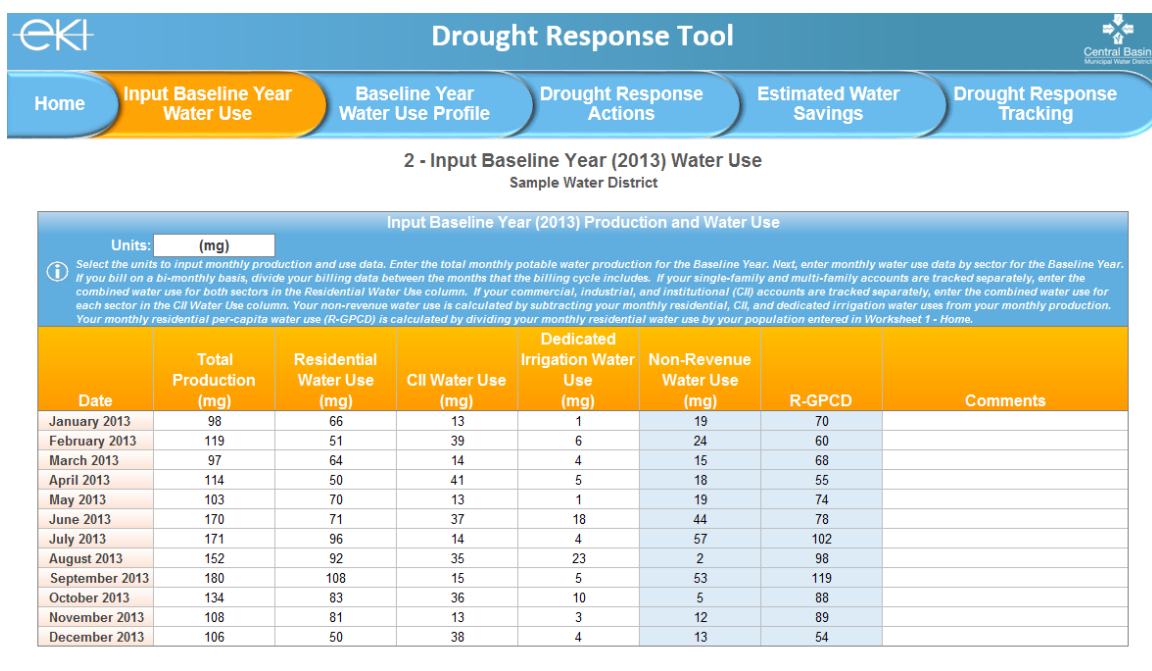 eki
Drought Response Tool
Central Basin
Municipal Water District
Home
Input Baseline Year
Water Use
Baseline Year
Water Use Profile
Drought Response
Actions
Estimated Water
Savings
Drought Response
Tracking
2 - Input Baseline Year (2013) Water Use
Sample Water District
Input Baseline Year (2013) Production and Water Use
Units: (mg)
Select the units to input monthly production and use data. Enter the total monthly potable water production for the Baseline Year. Next, enter monthly water use data by sector for the Baseline Year.
If you bill on a bi-monthly basis, divide your billing data between the months that the billing cycle includes. If your single-family and multi-family accounts are tracked separately, enter the
combined water use for both sectors in the Residential Water Use column. If your commercial, industrial, and institutional (CII) accounts are tracked separately, enter the combined water use for
each sector in the CII Water Use column. Your non-revenue water use is calculated by subtracting your monthly residential, CII, and dedicated irrigation water uses from your monthly production.
Your monthly residential per-capita water use (R-GPCD) is calculated by dividing your monthly residential water use by your population entered in Worksheet 1 - Home.
Date
Total
Production
(mg)
Residential
Water Use
(mg)
CII Water Use
(mg)
Dedicated
Irrigation Water
Use
(mg)
Non-Revenue
Water Use
(mg)
R-GPCD
Comments
January 2013 98 66 13 1 19 70
February 2013 119 51 39 6 24 60
March 2013 97 64 14 4 15 68
April 2013 114 50 41 5 18 55
May 2013 103 70 13 1 19 74
June 2013 170 71 37 18 44 78
July 2013 171 96 14 4 57 102
August 2013 152 92 35 23 2 98
September 2013 180 108 15 5 53 119
October 2013 134 83 36 10 5 88
November 2013 108 81 13 3 12 89
December 2013 106 50 38 4 13 54